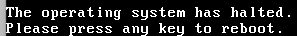 The operating system has halted.
Please press any key to reboot.